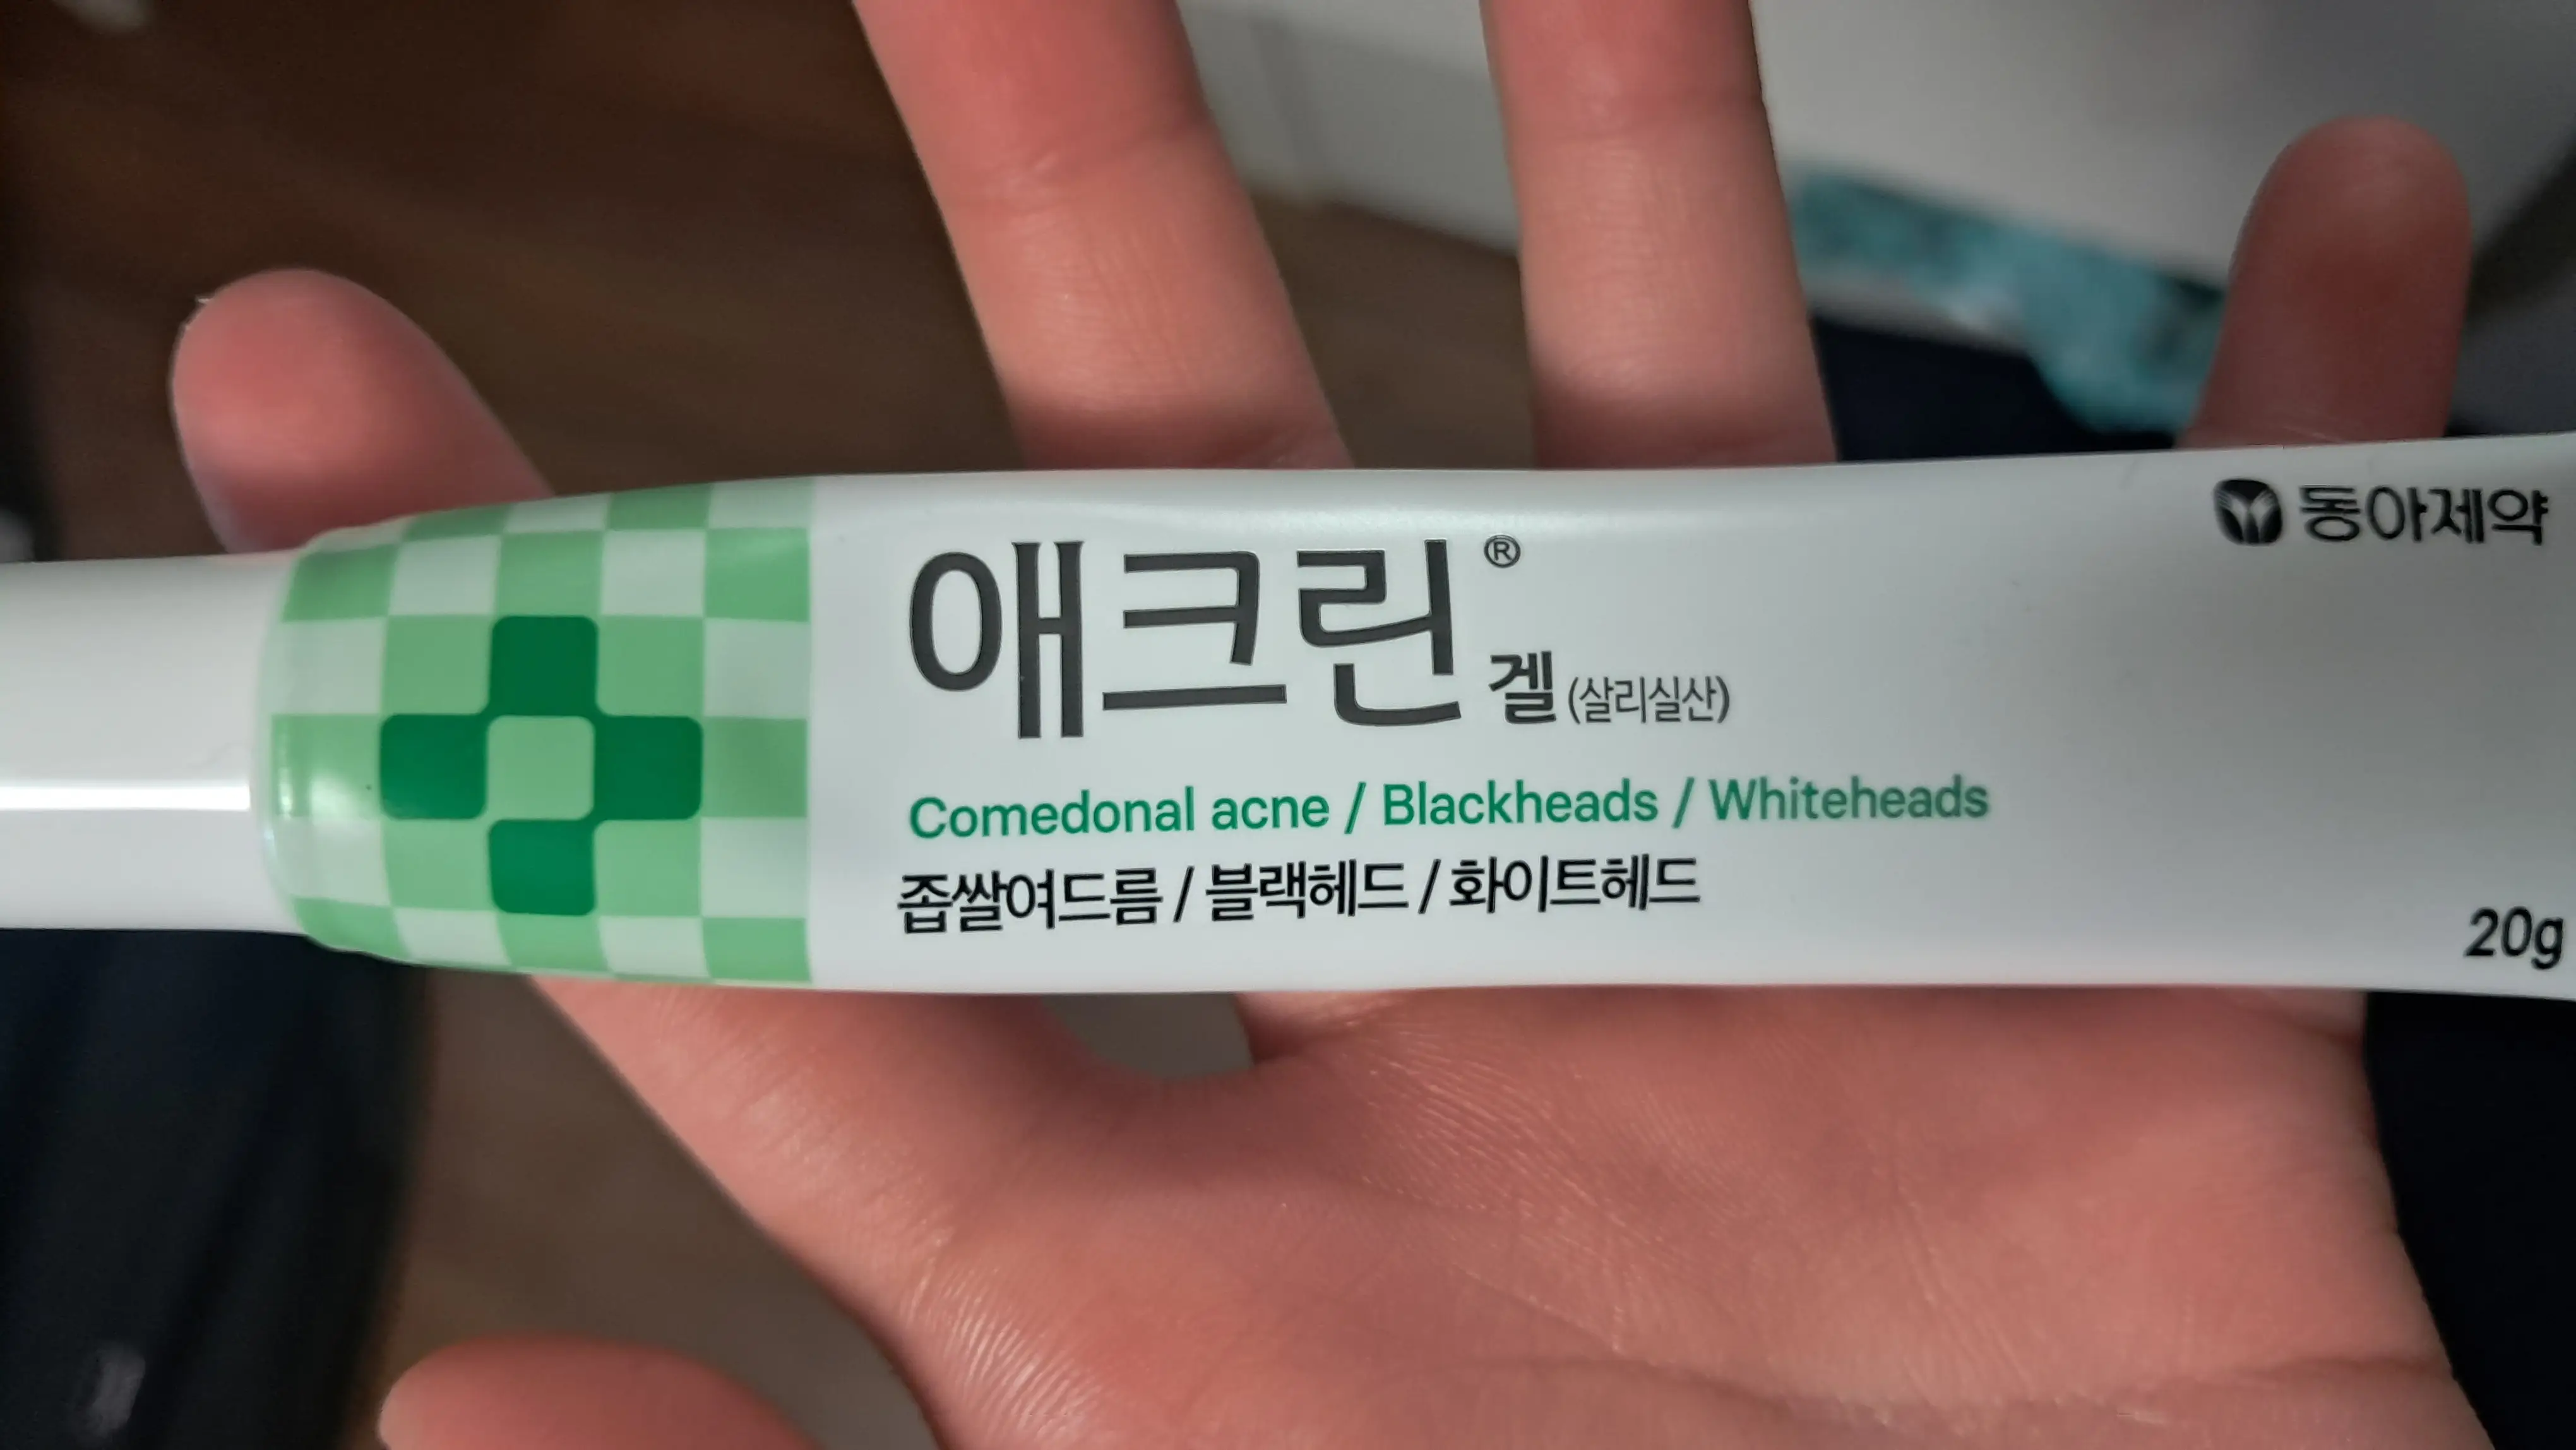 동아제약
애크린®겔 (살리실산)
Comedonal acne / Blackheads / Whiteheads
좁쌀여드름 / 블랙헤드 / 화이트헤드
20g